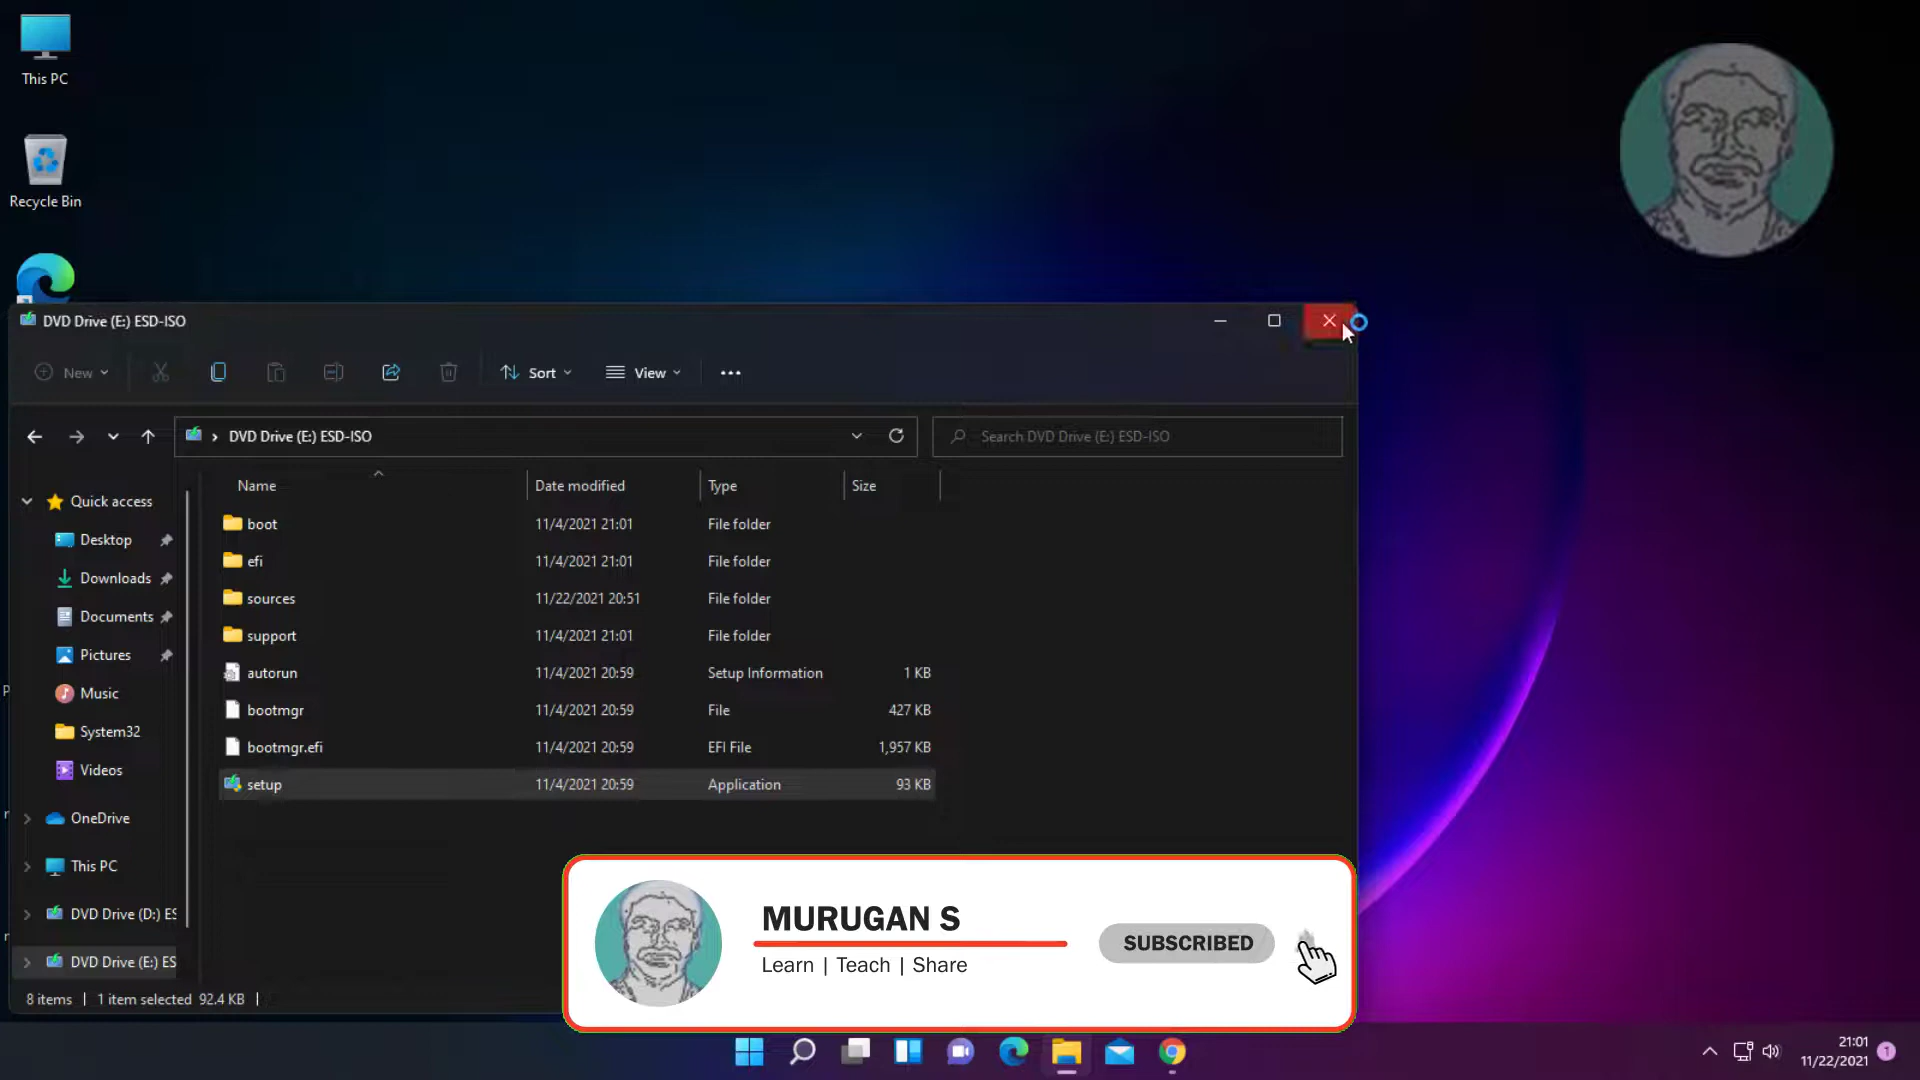 This PC
Recycle Bin
DVD Drive (E:) ESD-ISO
New
Sort
View
DVD Drive (E:) ESD-ISO
Search DVD Drive (E:) ESD-ISO
Name Date modified Type Size
Quick access
Desktop
Downloads
Documents
Pictures
Music
System32
Videos
OneDrive
This PC
DVD Drive (D:) ES
DVD Drive (E:) ES
boot 11/4/2021 21:01 File folder
efi 11/4/2021 21:01 File folder
sources 11/22/2021 20:51 File folder
support 11/4/2021 21:01 File folder
autorun 11/4/2021 20:59 Setup Information 1 KB
bootmgr 11/4/2021 20:59 File 427 KB
bootmgr.efi 11/4/2021 20:59 EFI File 1,957 KB
setup 11/4/2021 20:59 Application 93 KB
8 items | 1 item selected 92.4 KB |
MURUGAN S
Learn | Teach | Share
SUBSCRIBED
21:01
11/22/2021
1